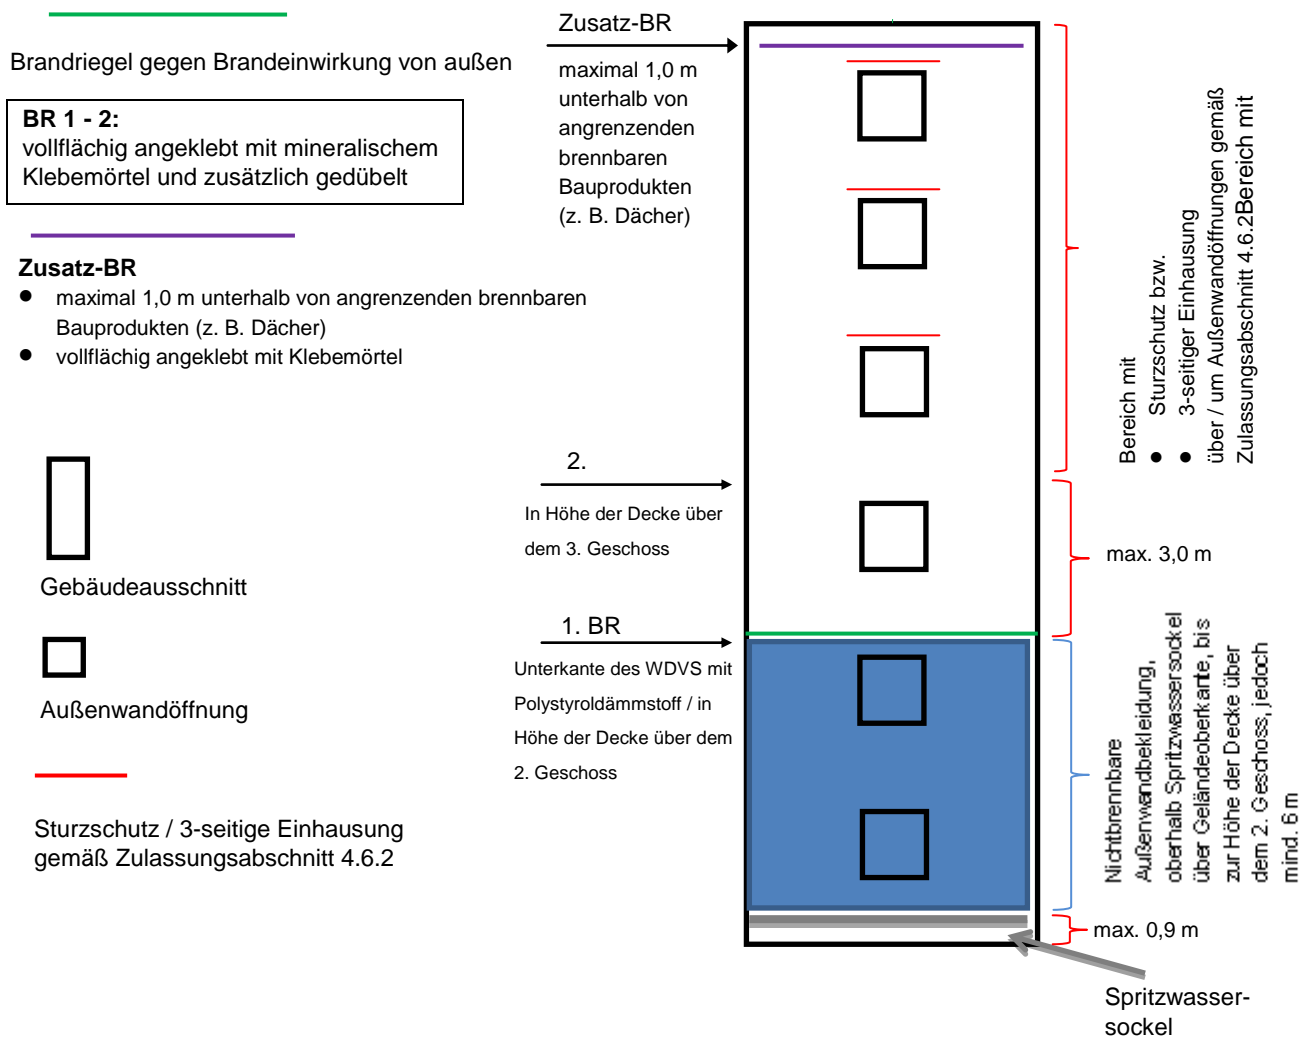 Brandriegel gegen Brandeinwirkung von außen
BR 1 - 2:
vollflächig angeklebt mit mineralischem
Klebemörtel und zusätzlich gedübelt
Zusatz-BR
● maximal 1,0 m unterhalb von angrenzenden brennbaren
Bauprodukten (z. B. Dächer)
● vollflächig angeklebt mit Klebemörtel
Gebäudeausschnitt
Außenwandöffnung
Sturzschutz / 3-seitige Einhausung
gemäß Zulassungsabschnitt 4.6.2
Zusatz-BR
maximal 1,0 m
unterhalb von
angrenzenden
brennbaren
Bauprodukten
(z. B. Dächer)
2.
In Höhe der Decke über
dem 3. Geschoss
1. BR
Unterkante des WDVS mit
Polystyroldämmstoff / in
Höhe der Decke über dem
2. Geschoss
Bereich mit
● Sturzschutz bzw.
● 3-seitiger Einhausung
über / um Außenwandöffnungen gemäß
Zulassungsabschnitt 4.6.2Bereich mit
max. 3,0 m
Nichtbrennbare
Außenwandbekleidung,
oberhalb Spritzwassersockel
über Geländeoberkante, bis
zur Höhe der Decke über
dem 2. Geschoss, jedoch
mind. 6 m
max. 0,9 m
Spritzwasser-
sockel